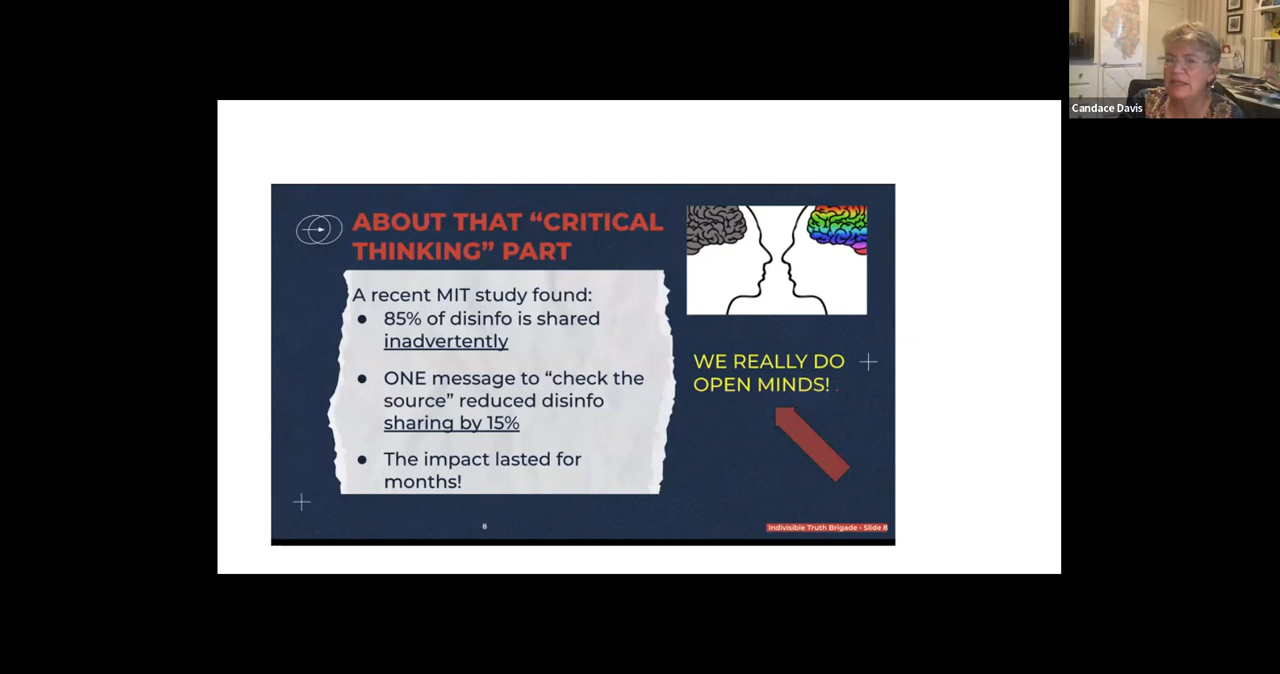 Candace Davis
ABOUT THAT “CRITICAL
THINKING” PART
A recent MIT study found:
● 85% of disinfo is shared
inadvertently
● ONE message to “check the
source” reduced disinfo
sharing by 15%
● The impact lasted for
months!
WE REALLY DO
OPEN MINDS!
8
Indivisible Truth Brigade - Slide 8